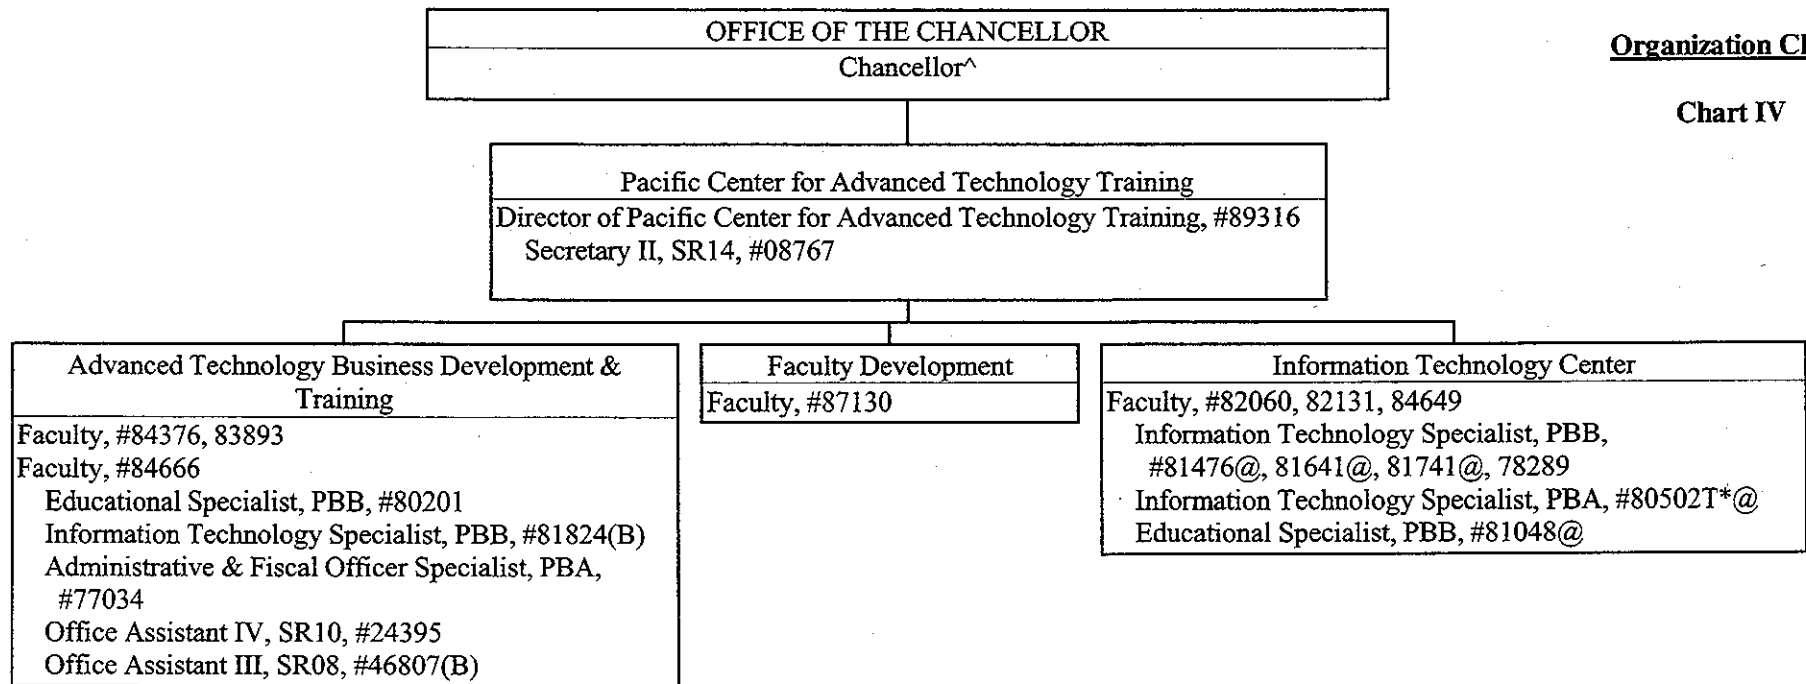 OFFICE OF THE CHANCELLOR
Chancellor^
Organization
Chart IV
Pacific Center for Advanced Technology Training
Director of Pacific Center for Advanced Technology Training, #89316
Secretary II, SR14, #08767
Advanced Technology Business Development &
Training
Faculty, #84376, 83893
Faculty, #84666
Educational Specialist, PBB, #80201
Information Technology Specialist, PBB, #81824(B)
Administrative & Fiscal Officer Specialist, PBA,
#77034
Office Assistant IV, SR10, #24395
Office Assistant III, SR08, #46807(B)
Faculty Development
Faculty, #87130
Information Technology Center
Faculty, #82060, 82131, 84649
Information Technology Specialist, PBB,
#81476@, 81641@, 81741@, 78289
Information Technology Specialist, PBA, #80502T*@
Educational Specialist, PBB, #81048@